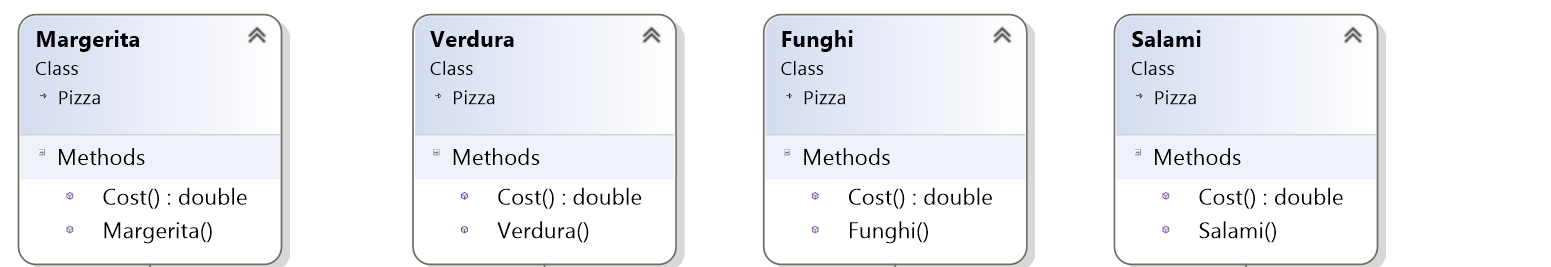 Margerita
Class
Pizza
Methods
Cost() : double
Margerita()
Verdura
Class
Pizza
Methods
Cost() : double
Verdura()
Funghi
Class
Pizza
Methods
Cost() : double
Funghi()
Salami
Class
Pizza
Methods
Cost() : double
Salami()